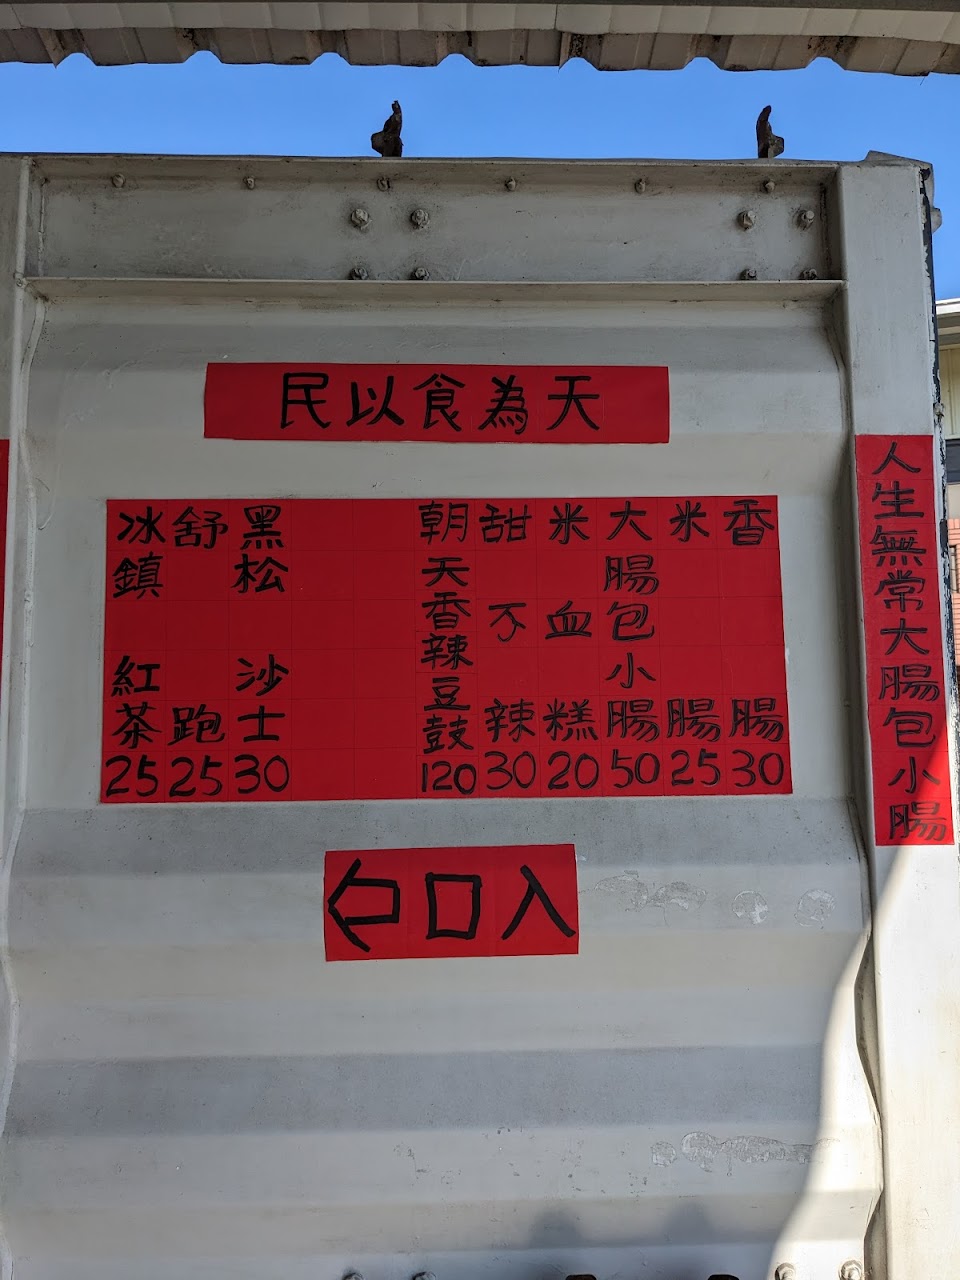 民以食為天
香腸30
米腸25
大腸包小腸50
米血糕20
甜不辣30
朝天香辣豆鼓120
黑松沙士30
舒跑25
冰鎮紅茶25
入口
人生無常大腸包小腸